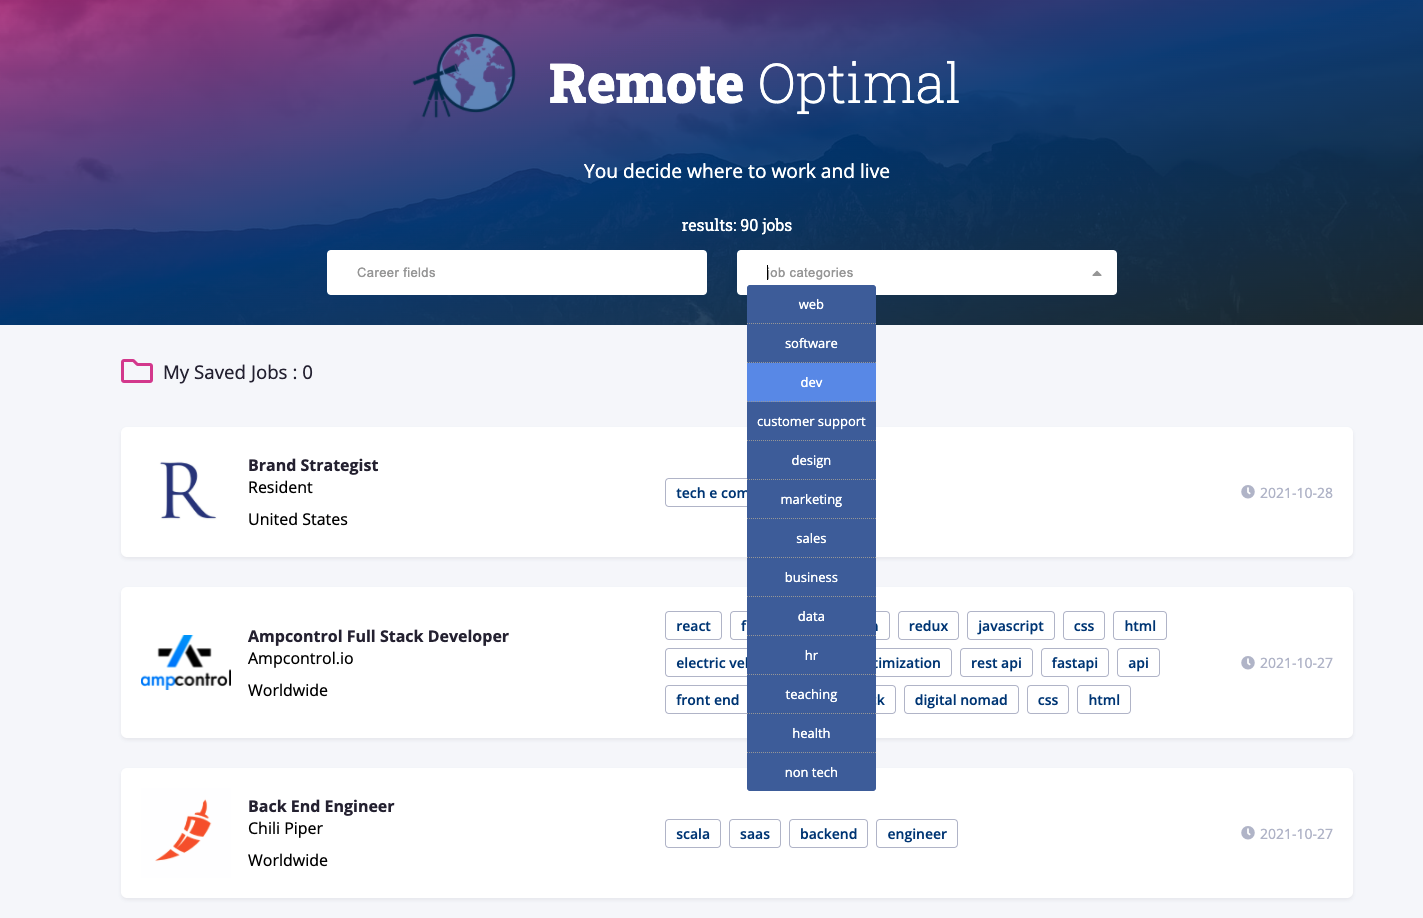 Remote Optimal
You decide where to work and live
results: 90 jobs
Career fields
job categories
web
software
dev
customer support
design
marketing
sales
business
data
hr
teaching
health
non tech
My Saved Jobs : 0
R
Brand Strategist
Resident
United States
tech e com
2021-10-28
ampcontrol
Ampcontrol Full Stack Developer
Ampcontrol.io
Worldwide
react
redux
javascript
css
html
electric
rest api
fastapi
api
front end
digital nomad
css
html
2021-10-27
Back End Engineer
Chili Piper
Worldwide
scala
saas
backend
engineer
2021-10-27